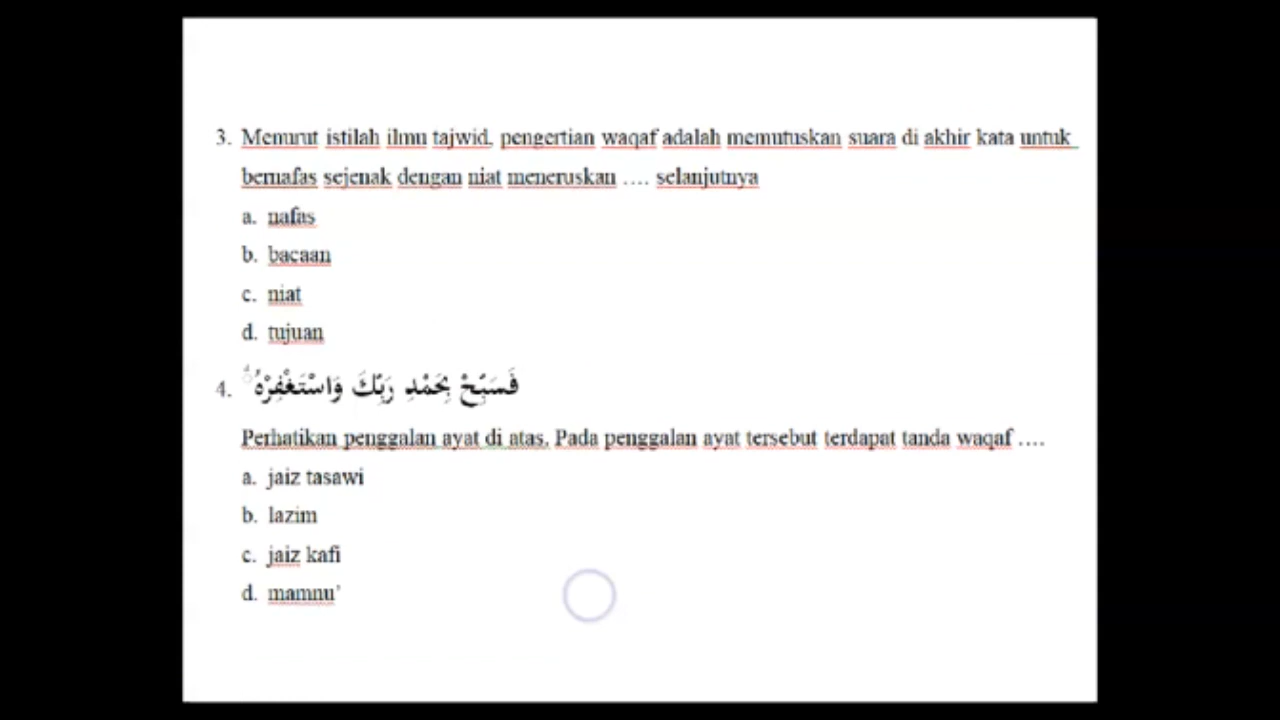 3. Menurut istilah ilmu tajwid, pengertian waqaf adalah memutuskan suara di akhir kata untuk
bernafas sejenak dengan niat meneruskan .... selanjutnya
a. nafas
b. bacaan
c. niat
d. tujuan
4. فَسَبِّحْ بِحَمْدِ رَبِّكَ وَاسْتَغْفِرْهُ ۗ
Perhatikan penggalan ayat di atas. Pada penggalan ayat tersebut terdapat tanda waqaf ....
a. jaiz tasawi
b. lazim
c. jaiz kafi
d. mamnu'